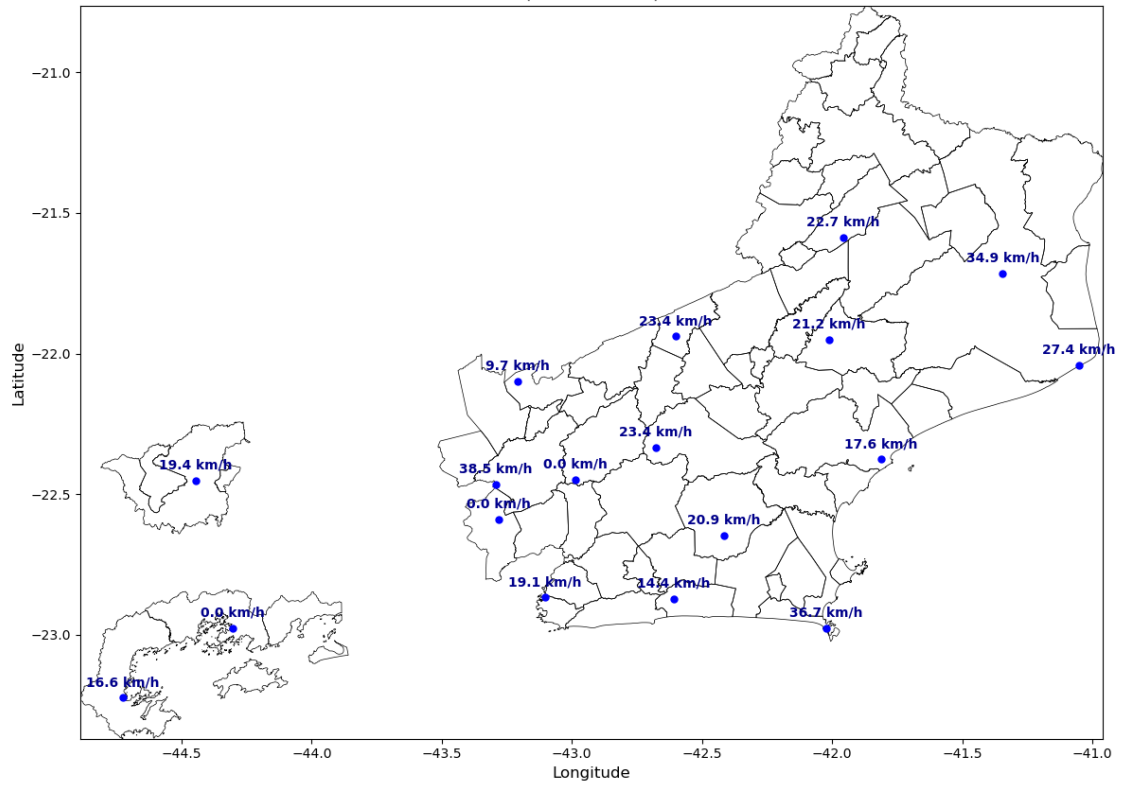 −21.0
−21.5
22.7 km/h
34.9 km/h
23.4 km/h
21.2 km/h
−22.0
27.4 km/h
9.7 km/h
23.4 km/h
17.6 km/h
19.4 km/h
38.5 km/h
0.0 km/h
−22.5
0.0 km/h
20.9 km/h
19.1 km/h
14.4 km/h
0.0 km/h
36.7 km/h
−23.0
16.6 km/h
Latitude
−44.5
−44.0
−43.5
−43.0
−42.5
−42.0
−41.5
−41.0
Longitude